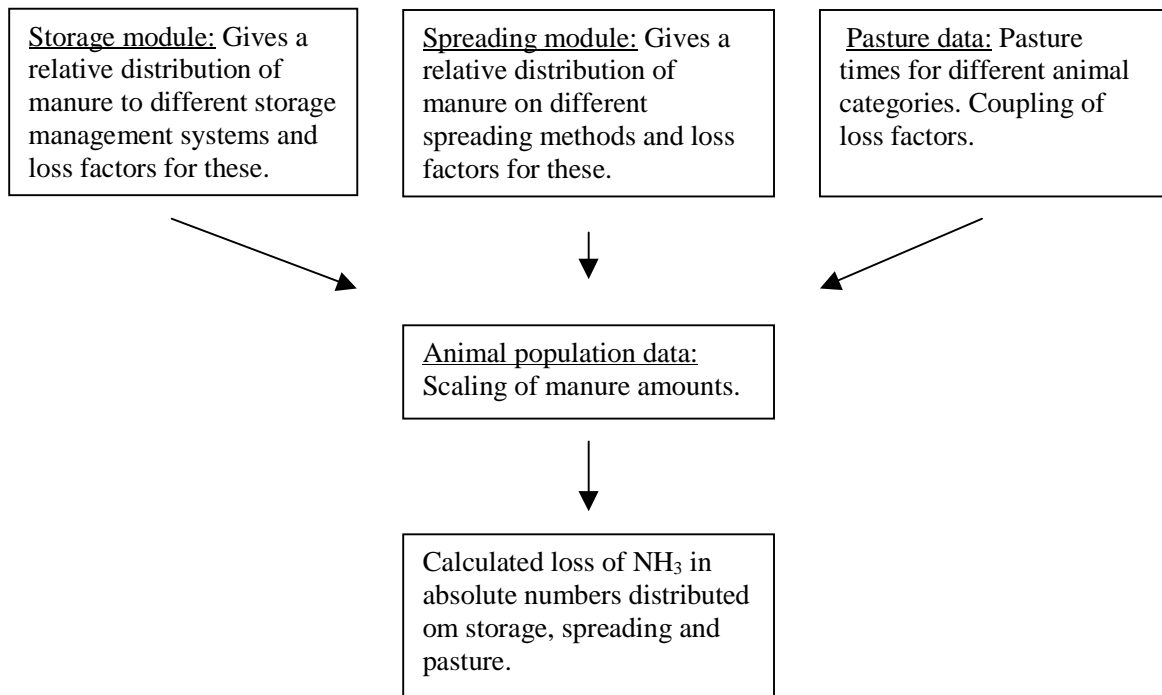 Storage module: Gives a
relative distribution of
manure to different storage
management systems and
loss factors for these.
Spreading module: Gives a
relative distribution of
manure on different
spreading methods and loss
factors for these.
Pasture data: Pasture
times for different animal
categories. Coupling of
loss factors.
Animal population data:
Scaling of manure amounts.
Calculated loss of NH₃ in
absolute numbers distributed
om storage, spreading and
pasture.